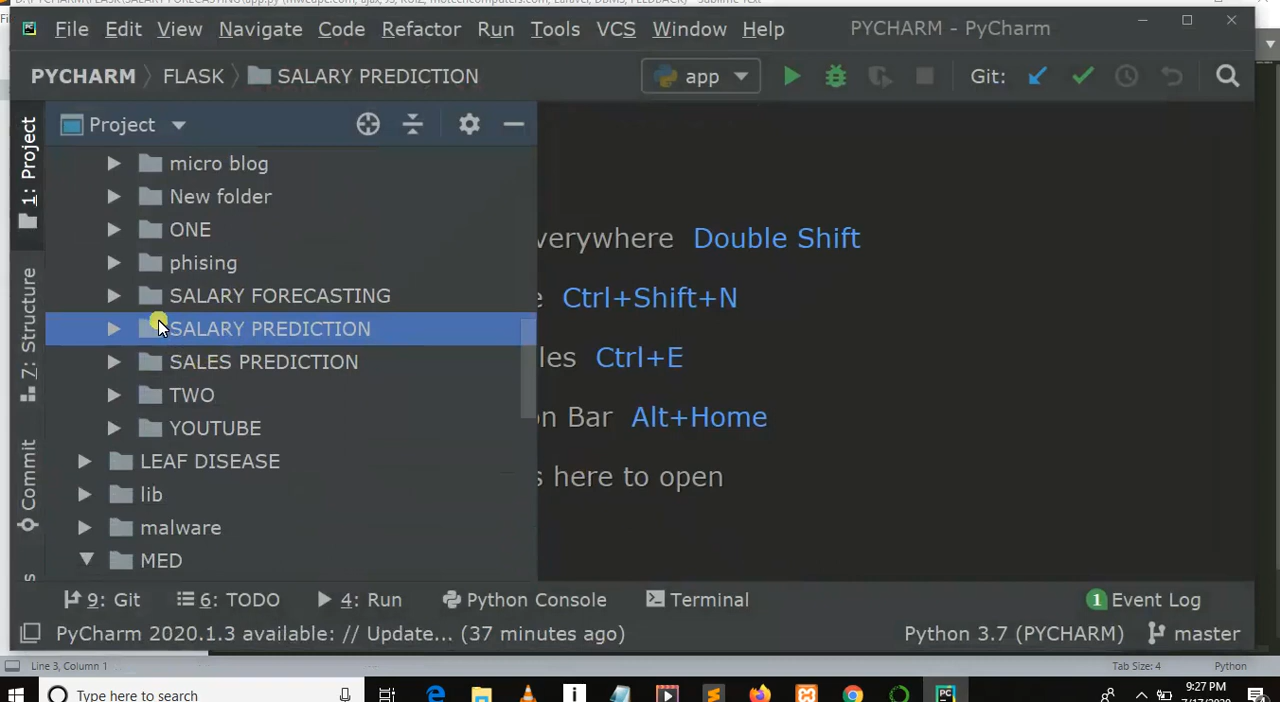 File Edit View Navigate Code Refactor Run Tools VCS Window Help PYCHARM - PyCharm
PYCHARM FLASK SALARY PREDICTION app Git:
1: Project
Project
micro blog
New folder
ONE
phising
SALARY FORECASTING
SALARY PREDICTION
SALES PREDICTION
TWO
YOUTUBE
LEAF DISEASE
lib
malware
MED
7: Structure
Commit
verywhere Double Shift
Ctrl+Shift+N
les Ctrl+E
on Bar Alt+Home
s here to open
9: Git 6: TODO 4: Run Python Console Terminal 1 Event Log
PyCharm 2020.1.3 available: // Update... (37 minutes ago) Python 3.7 (PYCHARM) master
Line 3, Column 1 Tab Size: 4 Python
Type here to search 9:27 PM